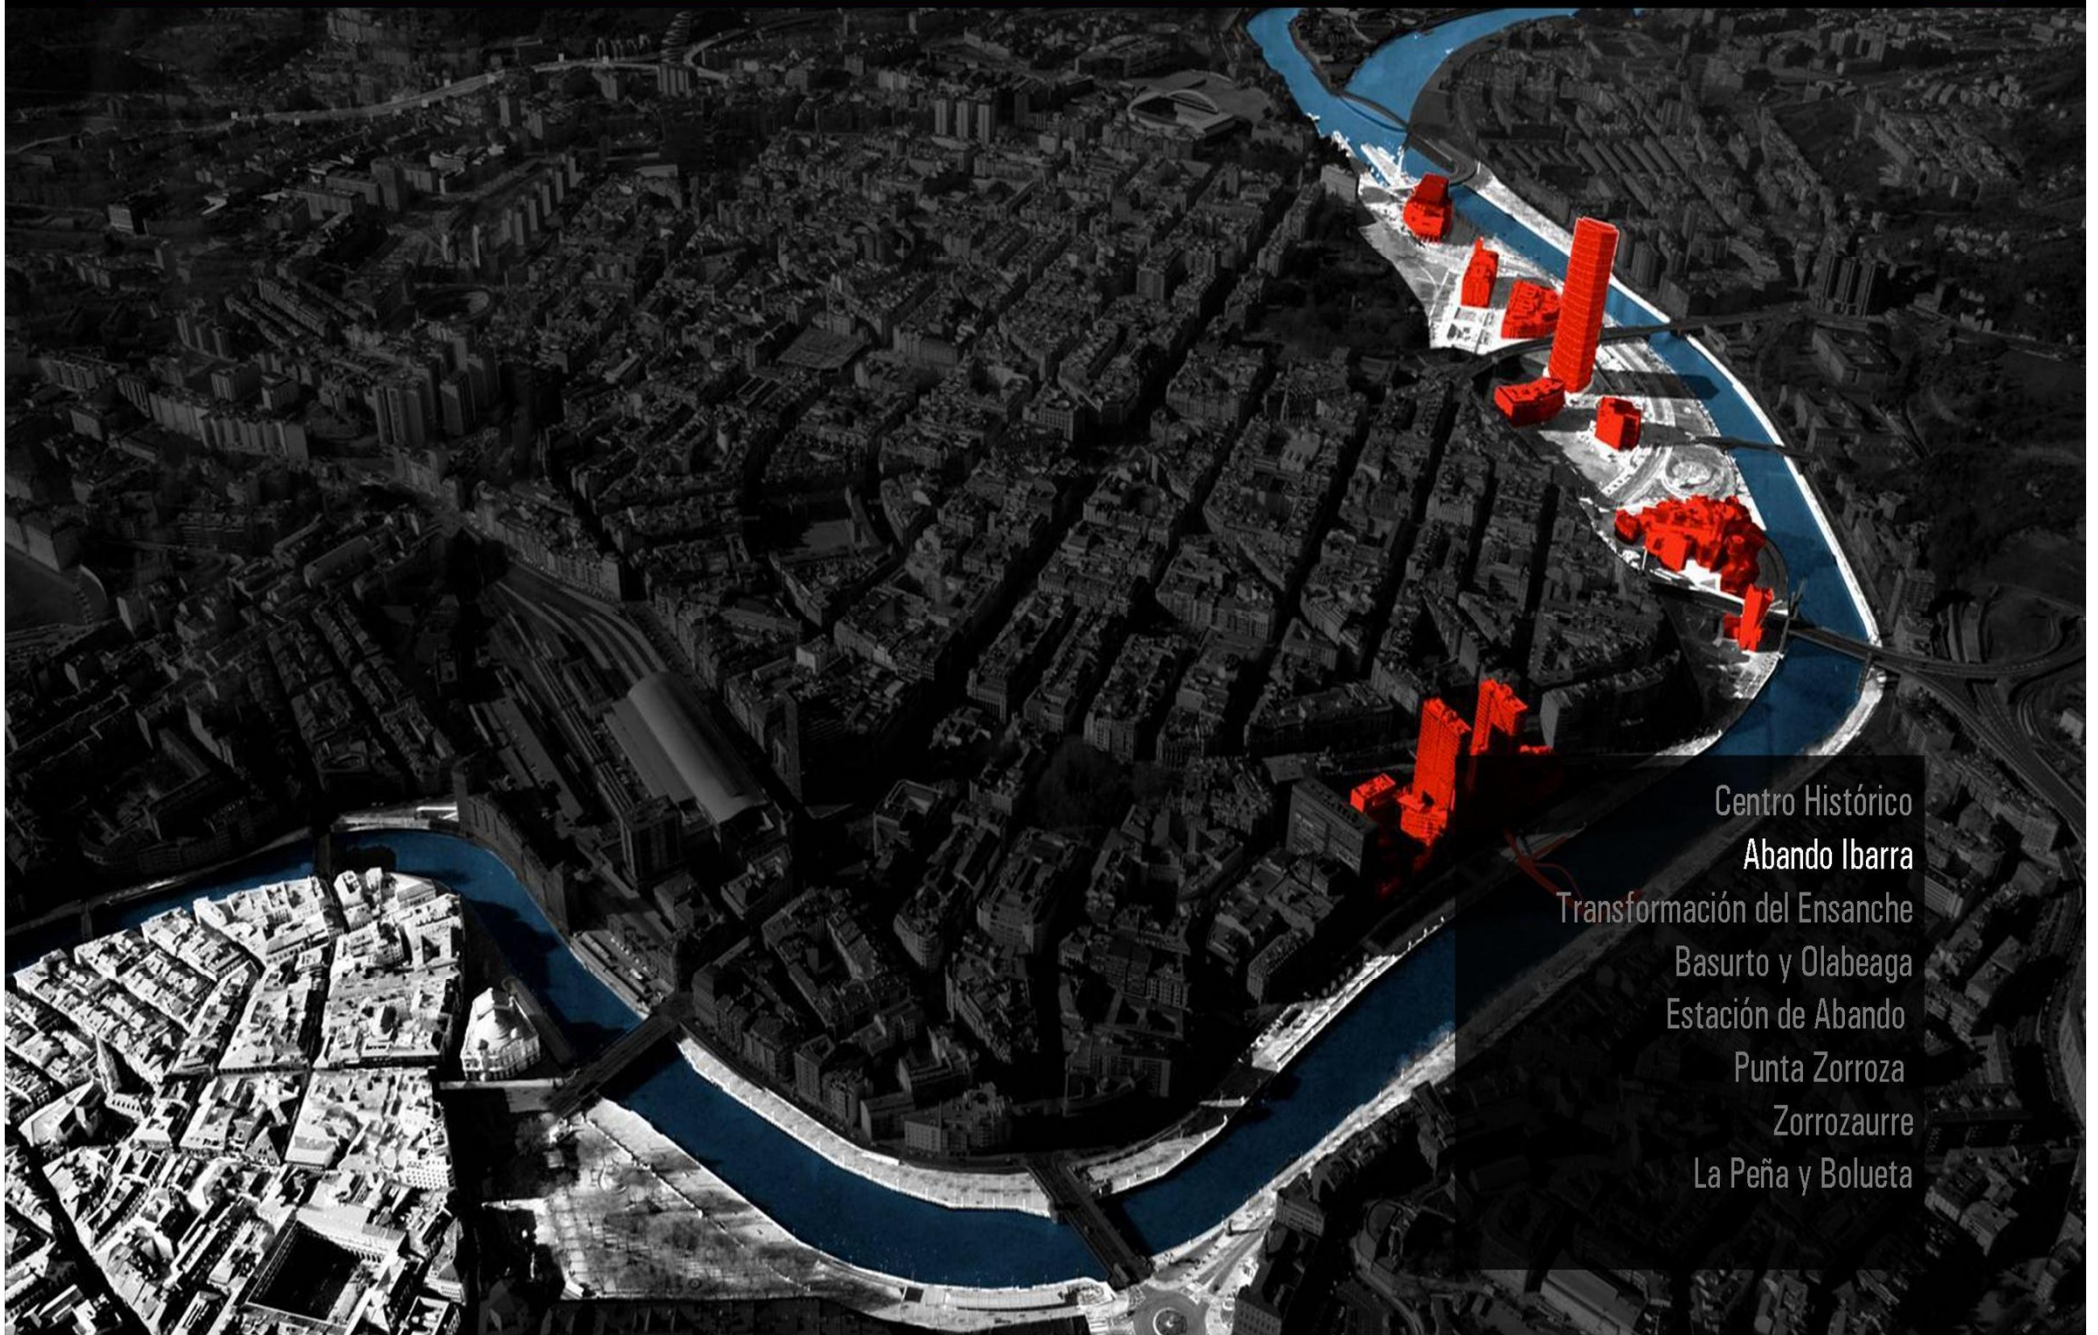 Centro Histórico
Abando Ibarra
Transformación del Ensanche
Basurto y Olabeaga
Estación de Abando
Punta Zorroza
Zorrozaurre
La Peña y Bolueta